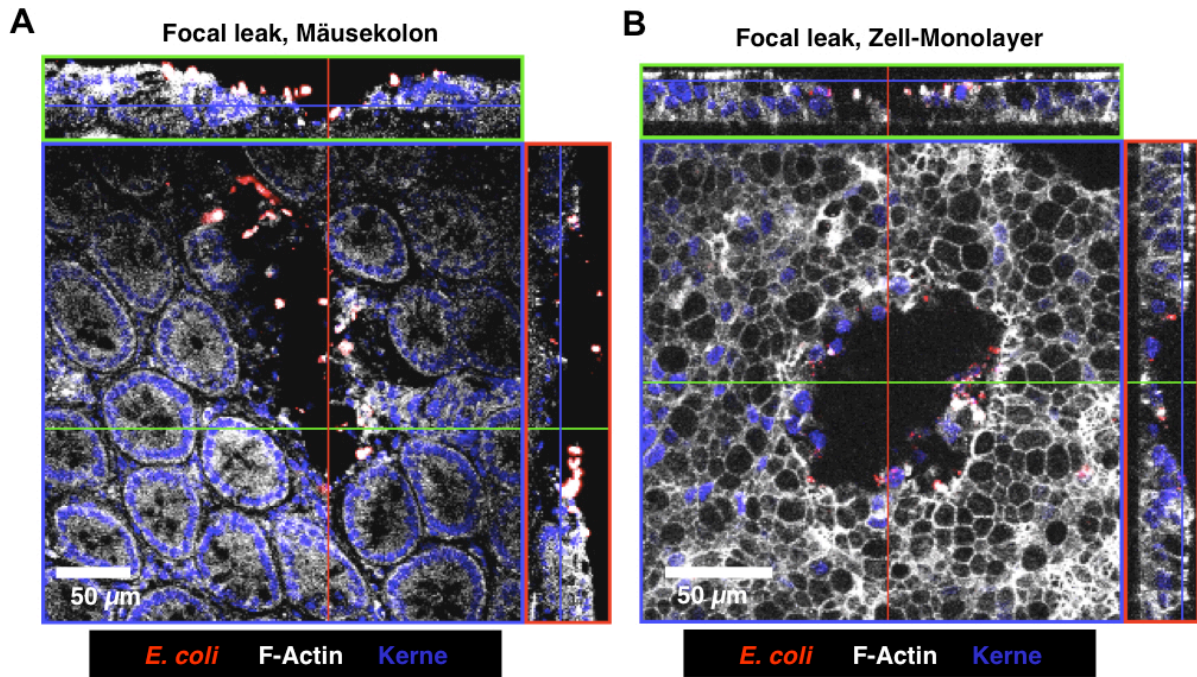 A
Focal leak, Mäusekolon
50 µm
E. coli F-Actin Kerne
B
Focal leak, Zell-Monolayer
50 µm
E. coli F-Actin Kerne